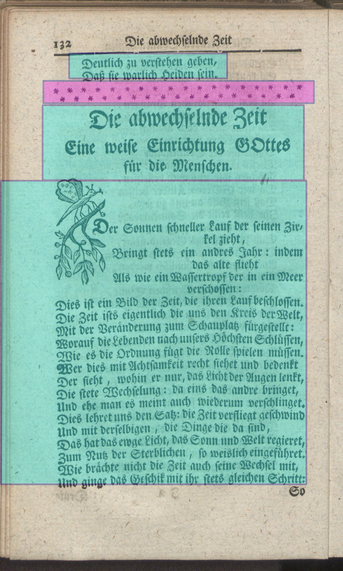 132 Die abwechselnde Zeit
Deutlich zu verstehen geben,
Daß sie warlich Heiden sein.
Die abwechselnde Zeit
Eine weise Einrichtung GOttes
für die Menschen.
Der Sonnen schneller Lauf der seinen Zir-
kel zieht,
Bringt stets ein andres Jahr: indem
das alte flieht
Als wie ein Wassertropf der in ein Meer
verschossen:
Dies ist ein Bild der Zeit, die ihren Lauf beschlossen.
Die Zeit ists eigentlich die uns den Kreis der Welt,
Mit der Veränderung zum Schauplatz fürgestellt:
Worauf die Lebenden nach unsers Höchsten Schlüssen,
Wie es die Ordnung fügt die Rolle spielen müssen.
Wer dies mit Achtsamkeit recht siehet und bedenkt
Der sieht, wohin er nur, das Licht der Augen lenkt,
Die stete Wechselung: da eins das andre bringet,
Und ehe man es meint auch wiederum verschlinget.
Dies lehret uns den Satz: die Zeit verfliegt geschwind
Und mit derselbigen, die Dinge die da sind,
Das hat das ewge Licht, das Sonn und Welt regieret,
Zum Nutz der Sterblichen, so weislich eingeführet.
Wie brächte nicht die Zeit auch seine Wechsel mit,
Und ginge das Geschik mit ihr stets gleichen Schritt:
So